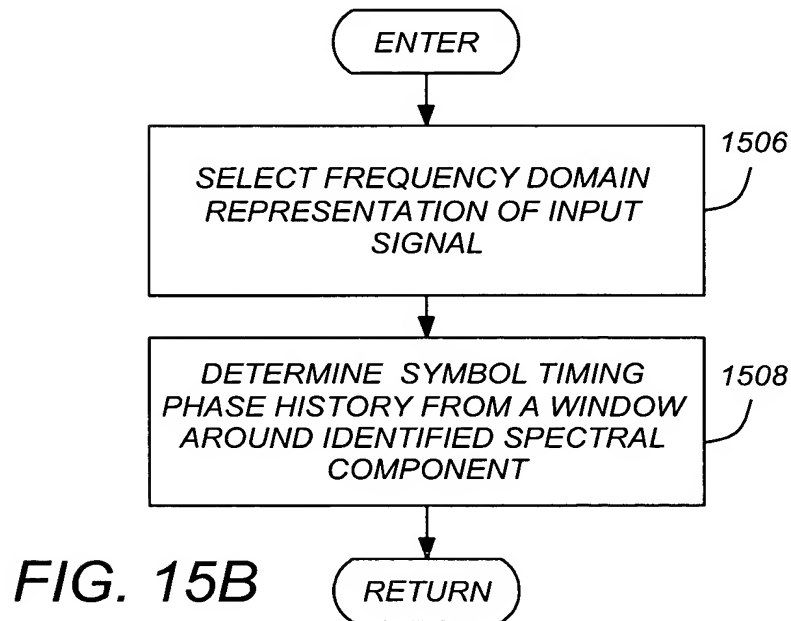 ENTER
1506
SELECT FREQUENCY DOMAIN
REPRESENTATION OF INPUT
SIGNAL
1508
DETERMINE SYMBOL TIMING
PHASE HISTORY FROM A WINDOW
AROUND IDENTIFIED SPECTRAL
COMPONENT
FIG. 15B
RETURN